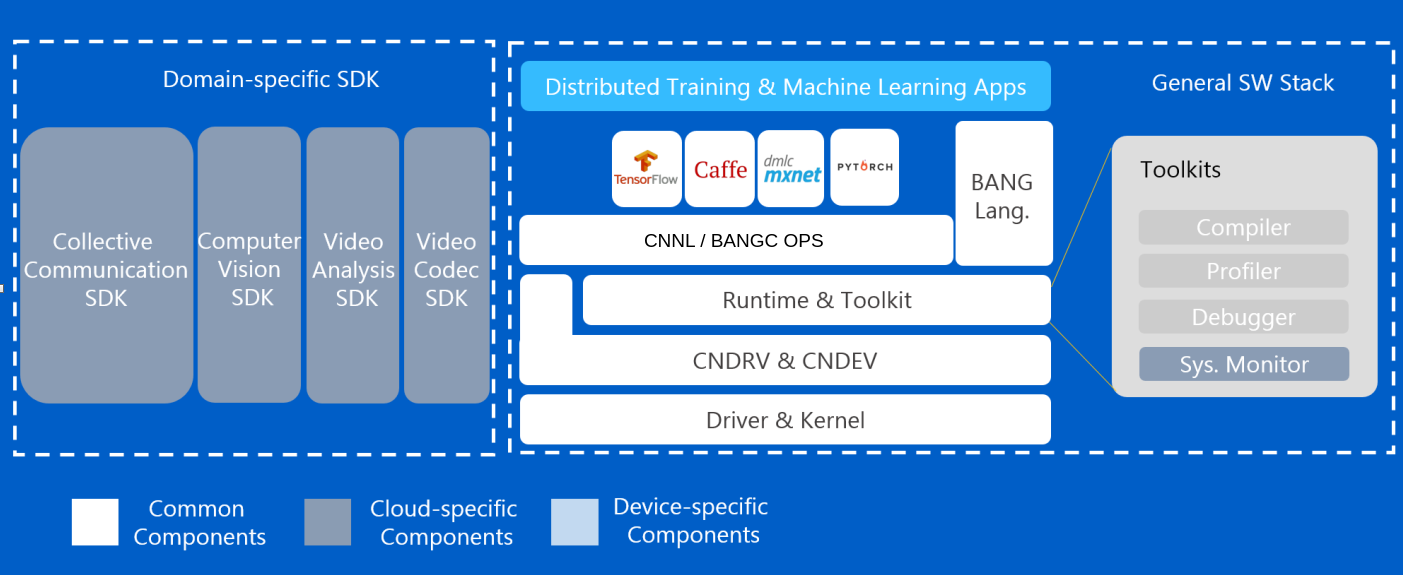 Domain-specific SDK
Collective
Communication
SDK
Computer
Vision
SDK
Video
Analysis
SDK
Video
Codec
SDK
Distributed Training & Machine Learning Apps
TensorFlow
Caffe
dmlc
mxnet
PYTORCH
BANG
Lang.
CNNL / BANGC OPS
Runtime & Toolkit
CNDRV & CNDEV
Driver & Kernel
General SW Stack
Toolkits
Compiler
Profiler
Debugger
Sys. Monitor
Common
Components
Cloud-specific
Components
Device-specific
Components